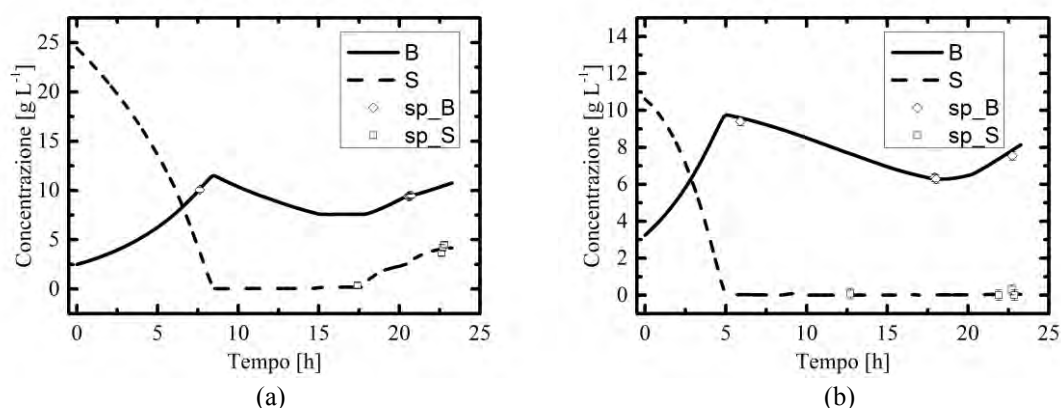 Concentrazione [g L⁻¹]
25
20
15
10
5
0
0 5 10 15 20 25
Tempo [h]
B
S
sp_B
sp_S
(a)
Concentrazione [g L⁻¹]
14
12
10
8
6
4
2
0
0 5 10 15 20 25
Tempo [h]
B
S
sp_B
sp_S
(b)